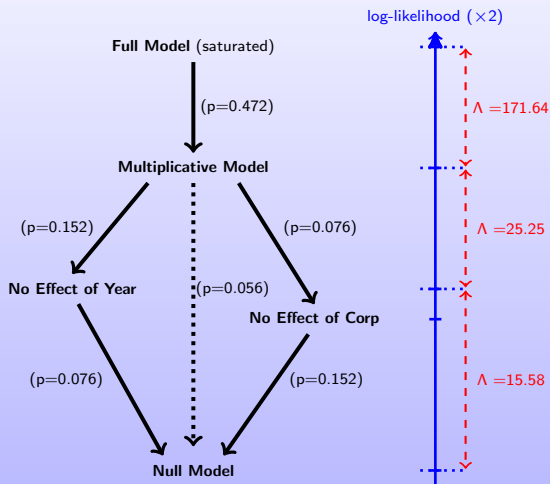 log-likelihood (×2)
Full Model (saturated)
(p=0.472)
Λ =171.64
Multiplicative Model
(p=0.152)
(p=0.076)
Λ =25.25
No Effect of Year
(p=0.056)
No Effect of Corp
(p=0.076)
(p=0.152)
Λ =15.58
Null Model